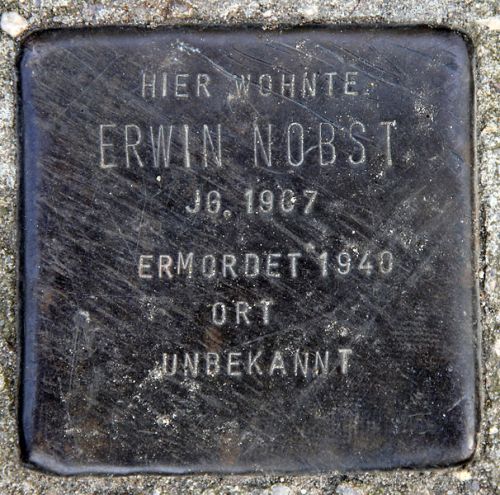 HIER WOHNTE
ERWIN NOBST
JG. 1907
ERMORDET 1940
ORT
UNBEKANNT